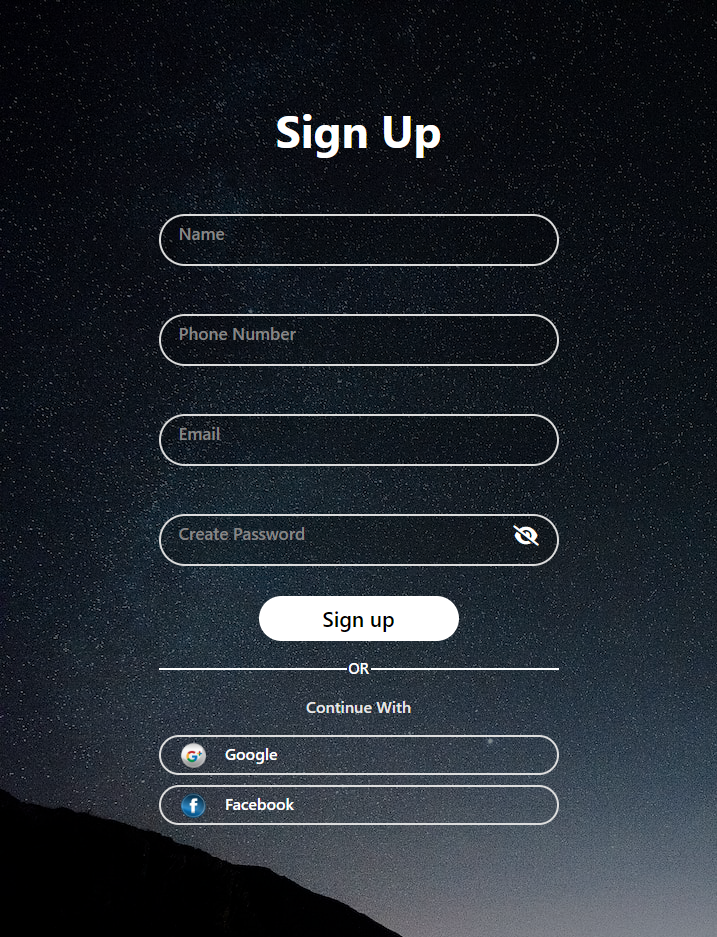 Sign Up
Name
Phone Number
Email
Create Password
Sign up
OR
Continue With
Google
Facebook